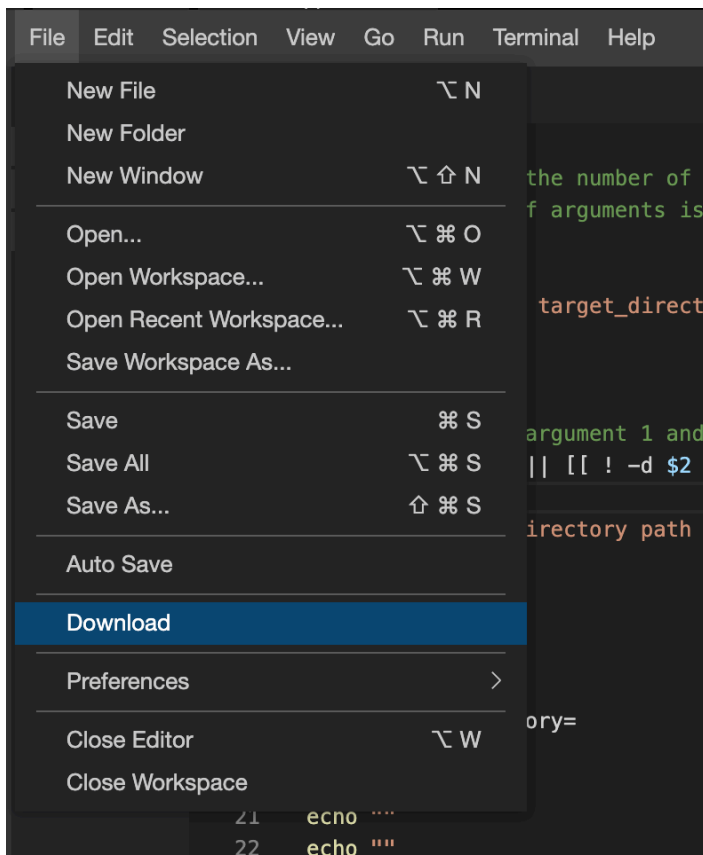 File Edit Selection View Go Run Terminal Help
New File ⌥ N
New Folder
New Window ⌥ ⇧ N
the number of
f arguments is
Open... ⌥ ⌘ O
Open Workspace... ⌥ ⌘ W
target_direct
Open Recent Workspace... ⌥ ⌘ R
Save Workspace As...
Save ⌘ S
argument 1 and
Save All ⌥ ⌘ S
|| [[ ! -d $2
Save As... ⇧ ⌘ S
irectory path
Auto Save
Download
Preferences >
ory=
Close Editor ⌥ W
Close Workspace
21 echo ""
22 echo ""